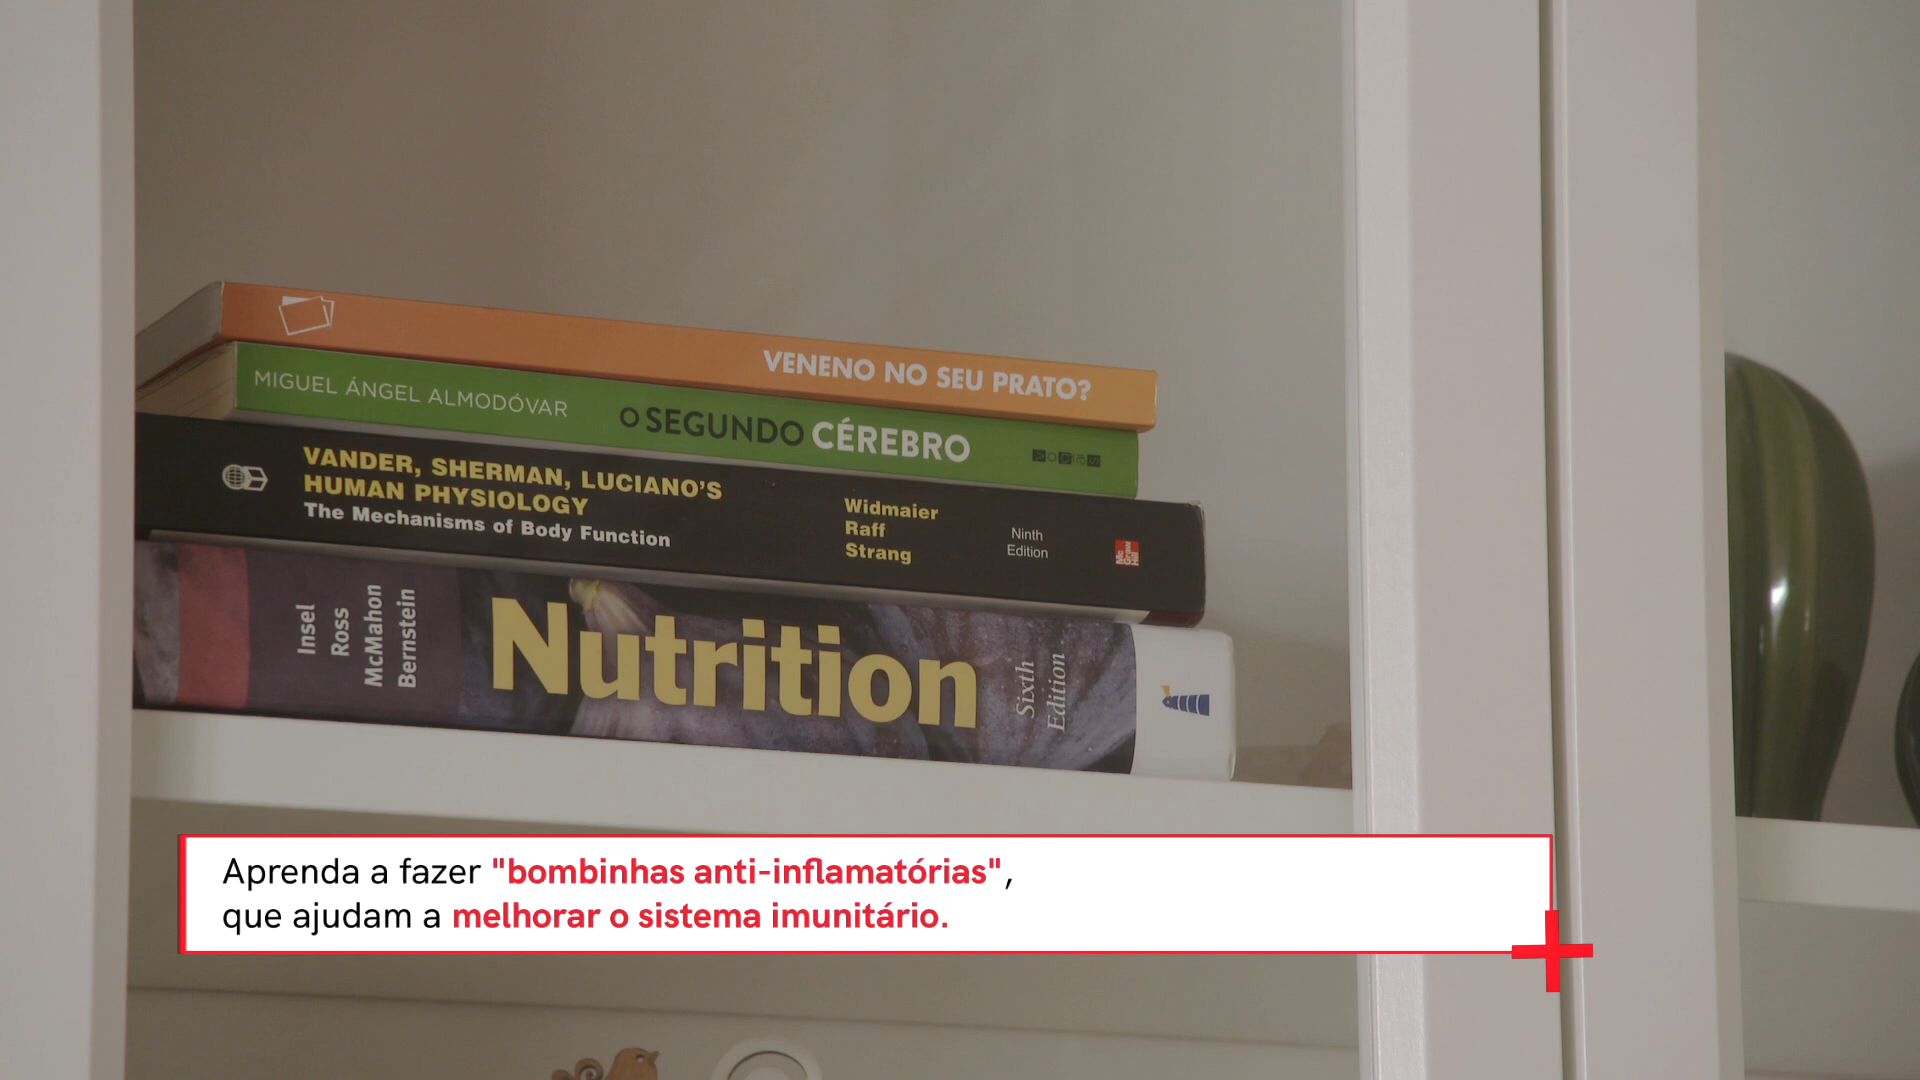 VENENO NO SEU PRATO?
MIGUEL ÁNGEL ALMODÓVAR
O SEGUNDO CÉREBRO
VANDER, SHERMAN, LUCIANO'S
HUMAN PHYSIOLOGY
The Mechanisms of Body Function
Widmaier
Raff
Strang
Ninth
Edition
Insel
Ross
McMahon
Bernstein
Nutrition
Sixth
Edition
Aprenda a fazer "bombinhas anti-inflamatórias",
que ajudam a melhorar o sistema imunitário.